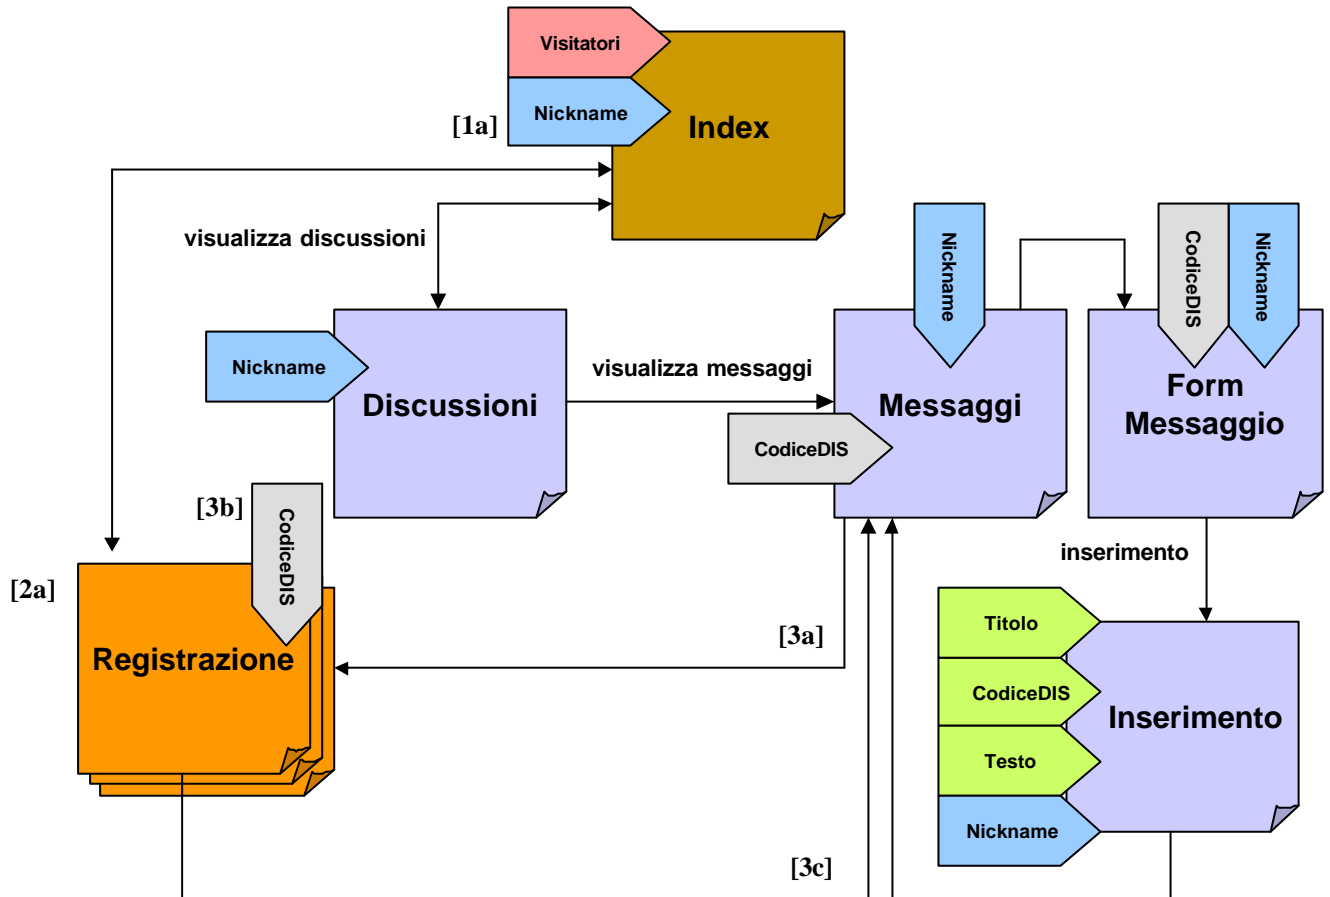 Visitatori
Nickname
[1a]
Index
visualizza discussioni
Nickname
CodiceDIS
Nickname
Nickname
Discussioni
visualizza messaggi
Messaggi
CodiceDIS
Form
Messaggio
[3b]
CodiceDIS
inserimento
[2a]
Registrazione
[3a]
Titolo
CodiceDIS
Testo
Nickname
Inserimento
[3c]